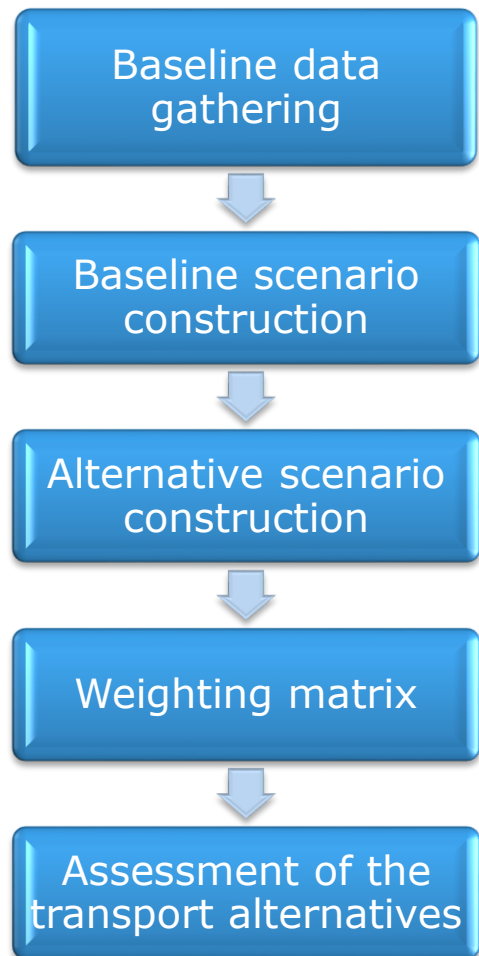 Baseline data
gathering
Baseline scenario
construction
Alternative scenario
construction
Weighting matrix
Assessment of the
transport alternatives